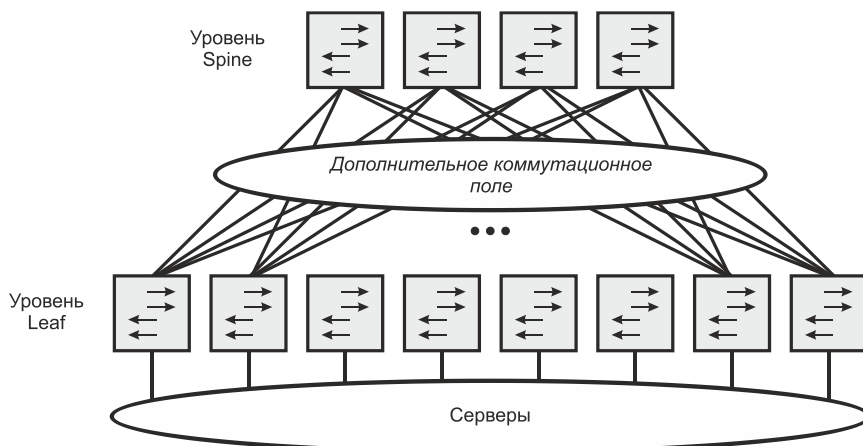 Уровень
Spine
Дополнительное коммутационное
поле
Уровень
Leaf
Серверы